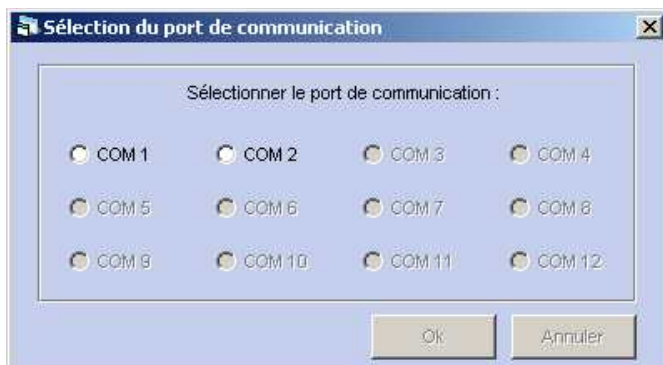 Sélection du port de communication
Sélectionner le port de communication :
COM 1 COM 2 COM 3 COM 4
COM 5 COM 6 COM 7 COM 8
COM 9 COM 10 COM 11 COM 12
Ok Annuler